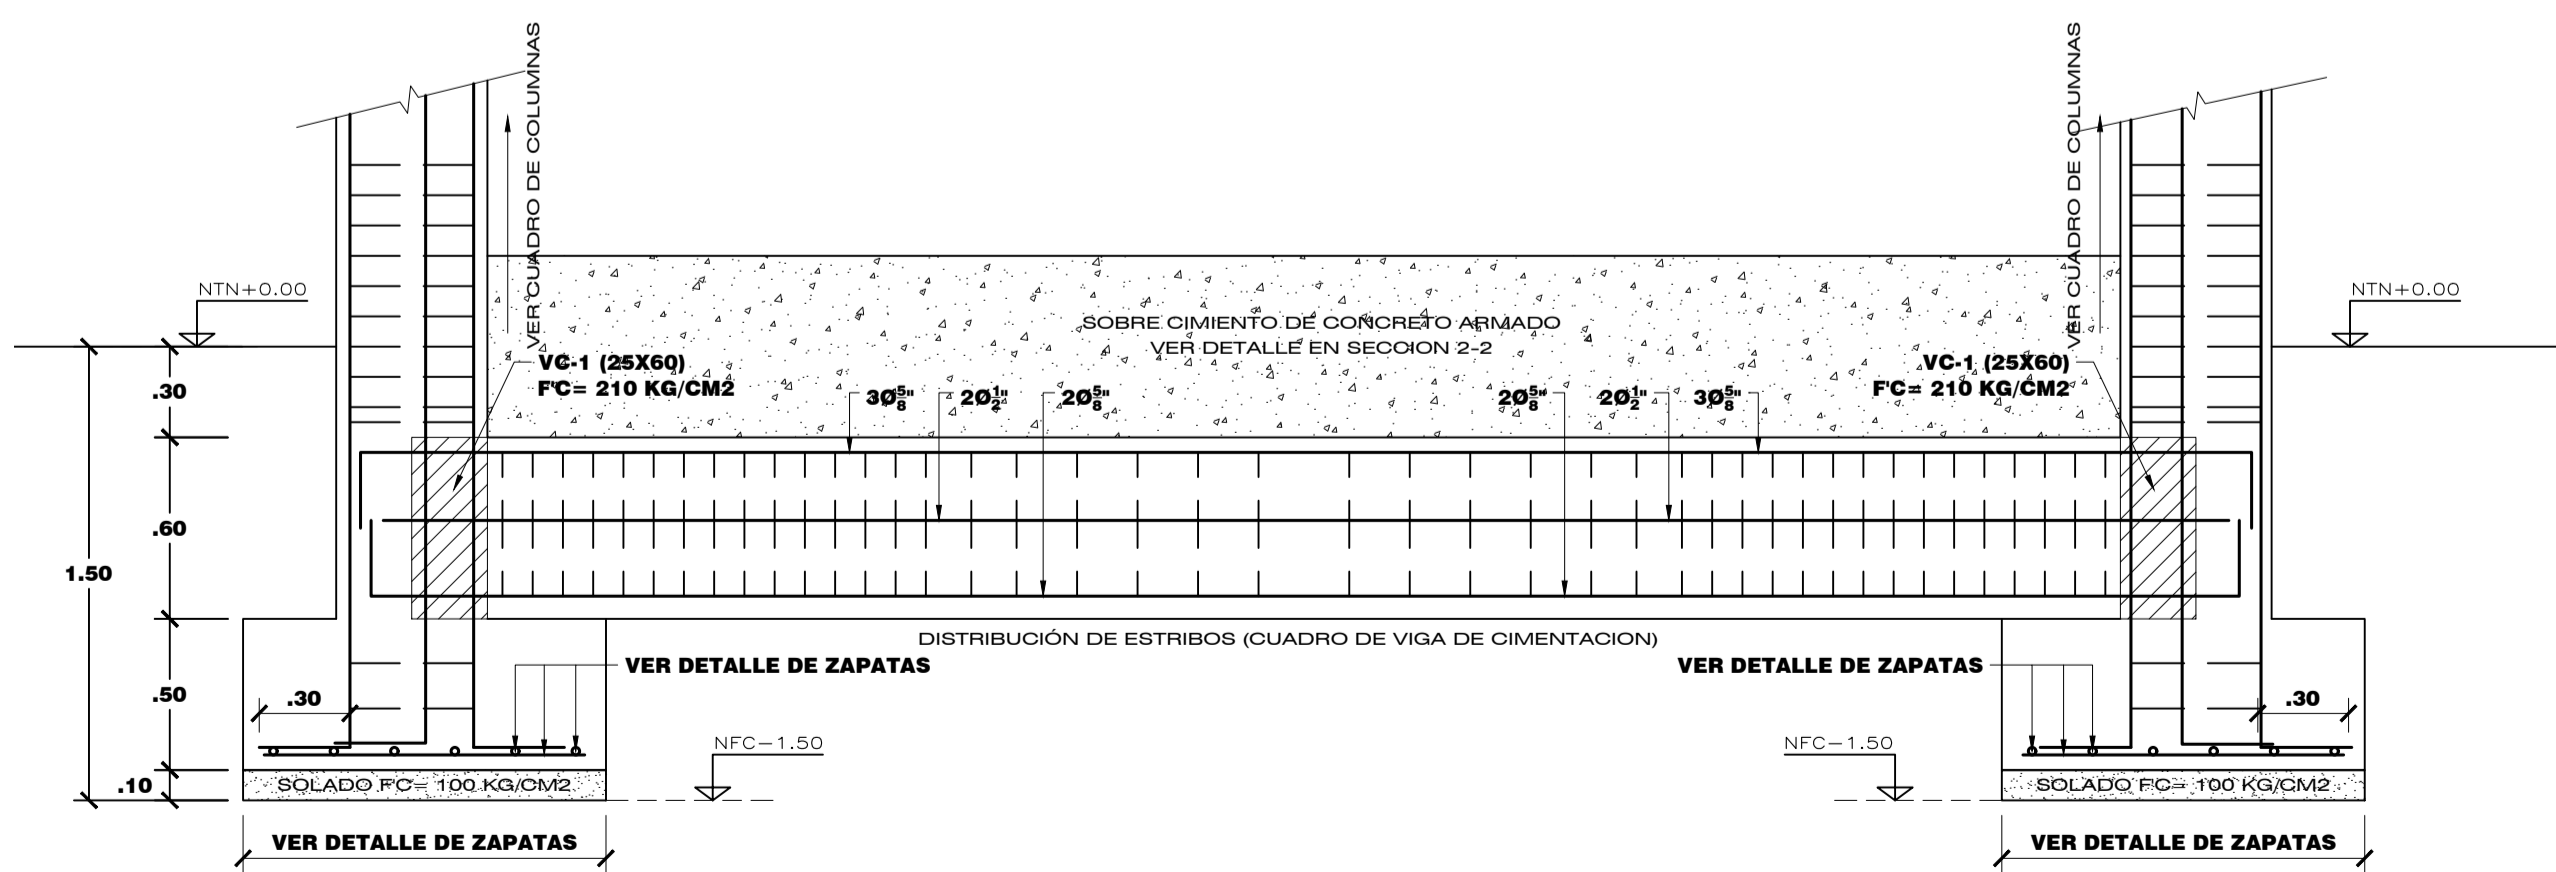 VER CUADRO DE COLUMNAS
VER CUADRO DE COLUMNAS
NTN+0.00
NTN+0.00
SOBRE CIMIENTO DE CONCRETO ARMADO
VER DETALLE EN SECCION 2-2
VC-1 (25X60)
F'C= 210 KG/CM2
VC-1 (25X60)
F'C= 210 KG/CM2
3Ø5/8" 2Ø1/2" 2Ø5/8"
2Ø5/8" 2Ø1/2" 3Ø5/8"
.30
.60
1.50
.50
.10
DISTRIBUCIÓN DE ESTRIBOS (CUADRO DE VIGA DE CIMENTACION)
VER DETALLE DE ZAPATAS
VER DETALLE DE ZAPATAS
.30
.30
NFC-1.50
NFC-1.50
SOLADO F'C= 100 KG/CM2
SOLADO F'C= 100 KG/CM2
VER DETALLE DE ZAPATAS
VER DETALLE DE ZAPATAS